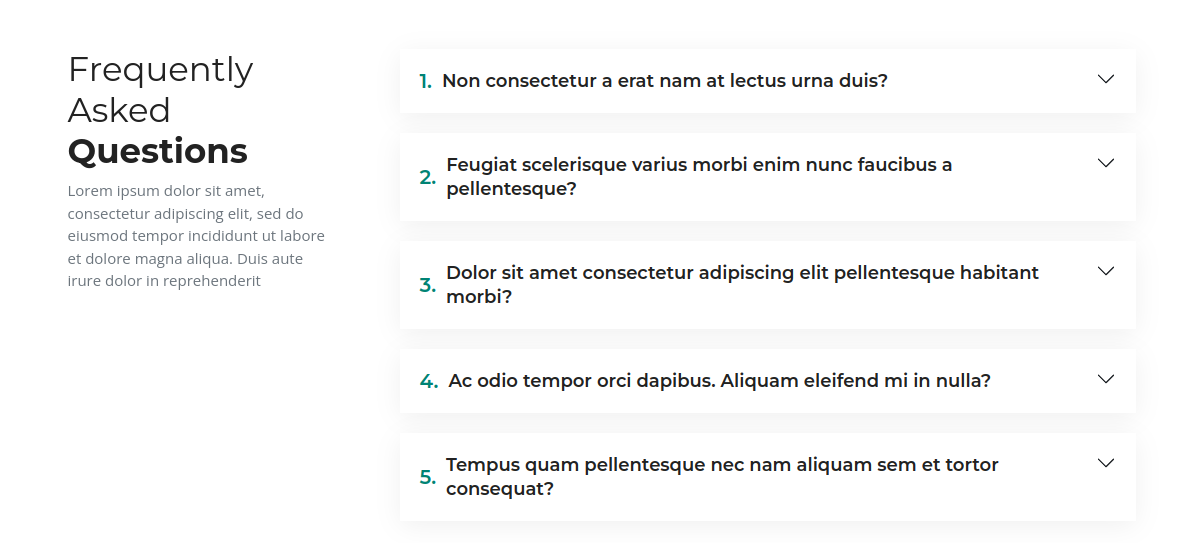 Frequently
Asked
Questions
Lorem ipsum dolor sit amet,
consectetur adipiscing elit, sed do
eiusmod tempor incididunt ut labore
et dolore magna aliqua. Duis aute
irure dolor in reprehenderit
1. Non consectetur a erat nam at lectus urna duis?
2. Feugiat scelerisque varius morbi enim nunc faucibus a
pellentesque?
3. Dolor sit amet consectetur adipiscing elit pellentesque habitant
morbi?
4. Ac odio tempor orci dapibus. Aliquam eleifend mi in nulla?
5. Tempus quam pellentesque nec nam aliquam sem et tortor
consequat?